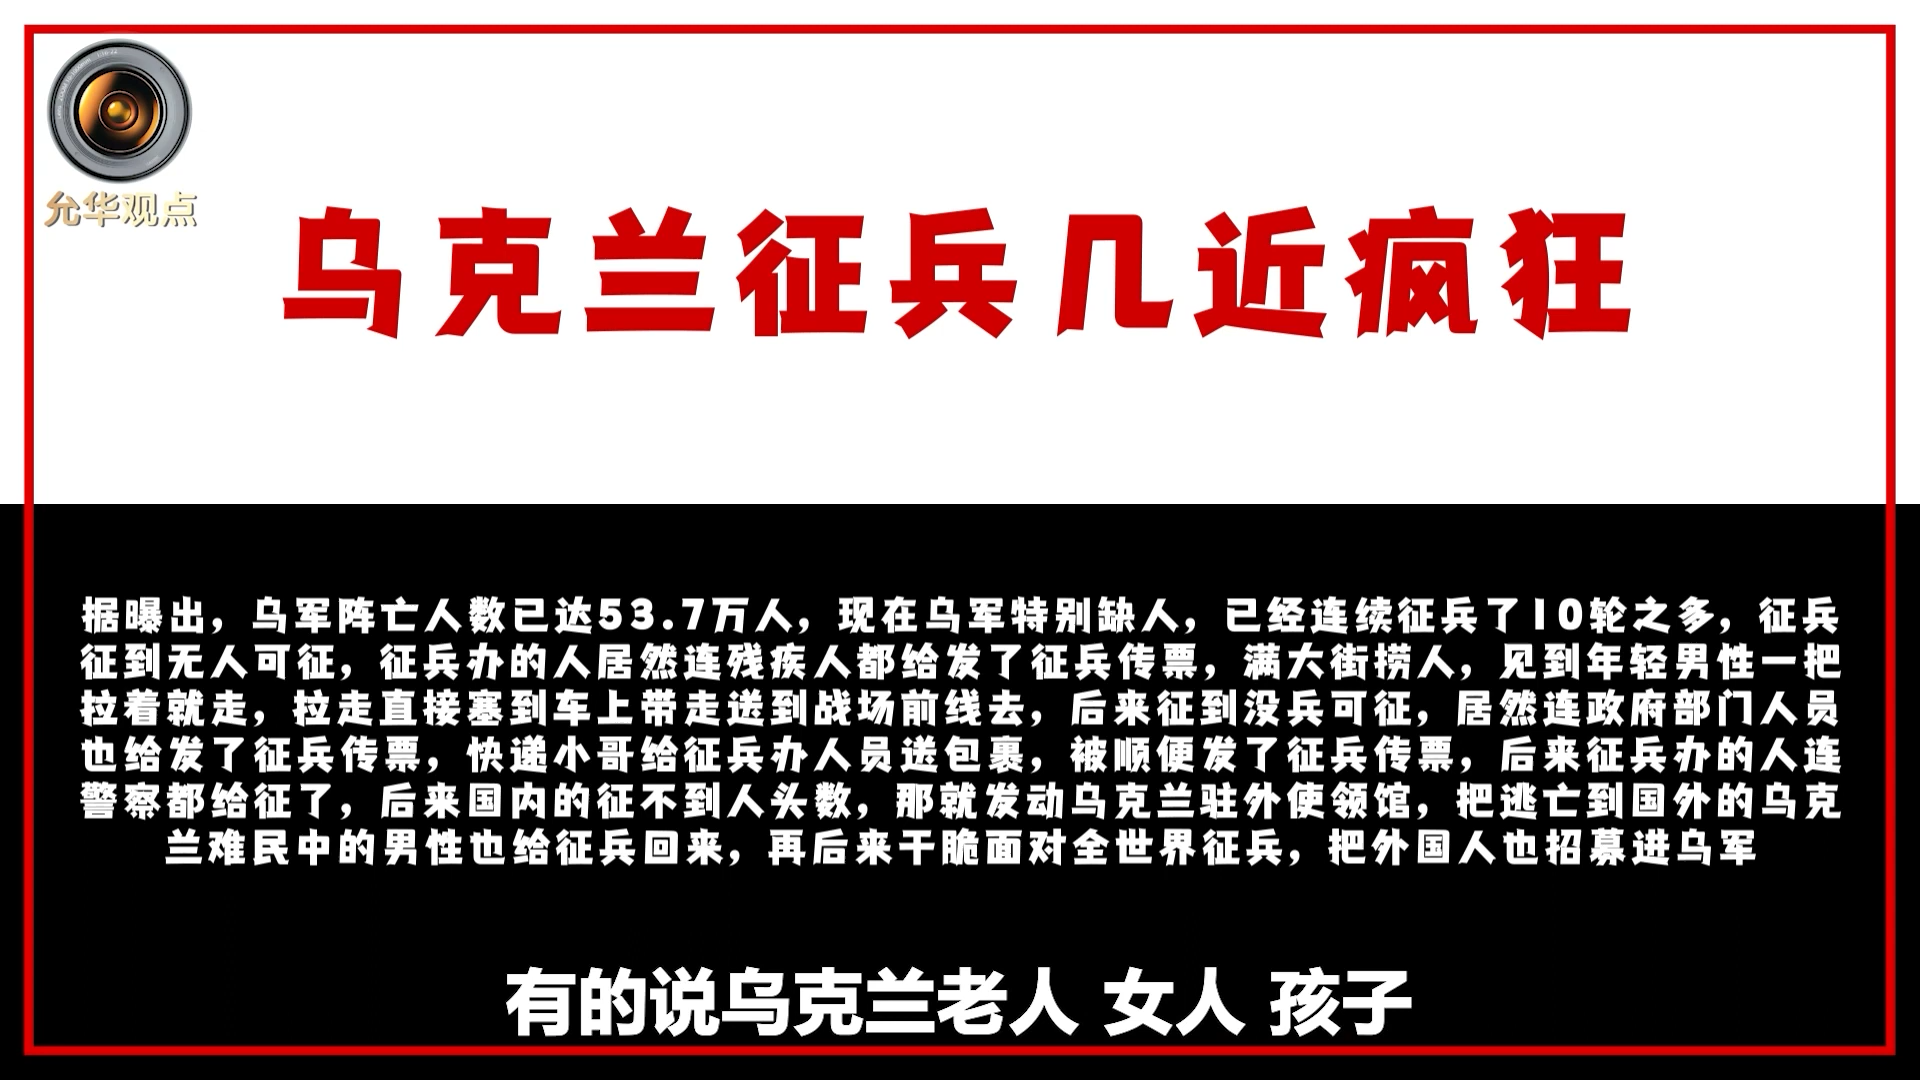 允华观点
乌克兰征兵几近疯狂
据曝出，乌军阵亡人数已达53.7万人，现在乌军特别缺人，已经连续征兵了10轮之多，征兵
征到无人可征，征兵办的人居然连残疾人都给发了征兵传票，满大街捞人，见到年轻男性一把
拉着就走，拉走直接塞到车上带走送到战场前线去，后来征到没兵可征，居然连政府部门人员
也给发了征兵传票，快递小哥给征兵办人员送包裹，被顺便发了征兵传票，后来征兵办的人连
警察都给征了，后来国内的征不到人头数，那就发动乌克兰驻外使领馆，把逃亡到国外的乌克
兰难民中的男性也给征兵回来，再后来干脆面对全世界征兵，把外国人也招募进乌军
有的说乌克兰老人 女人 孩子